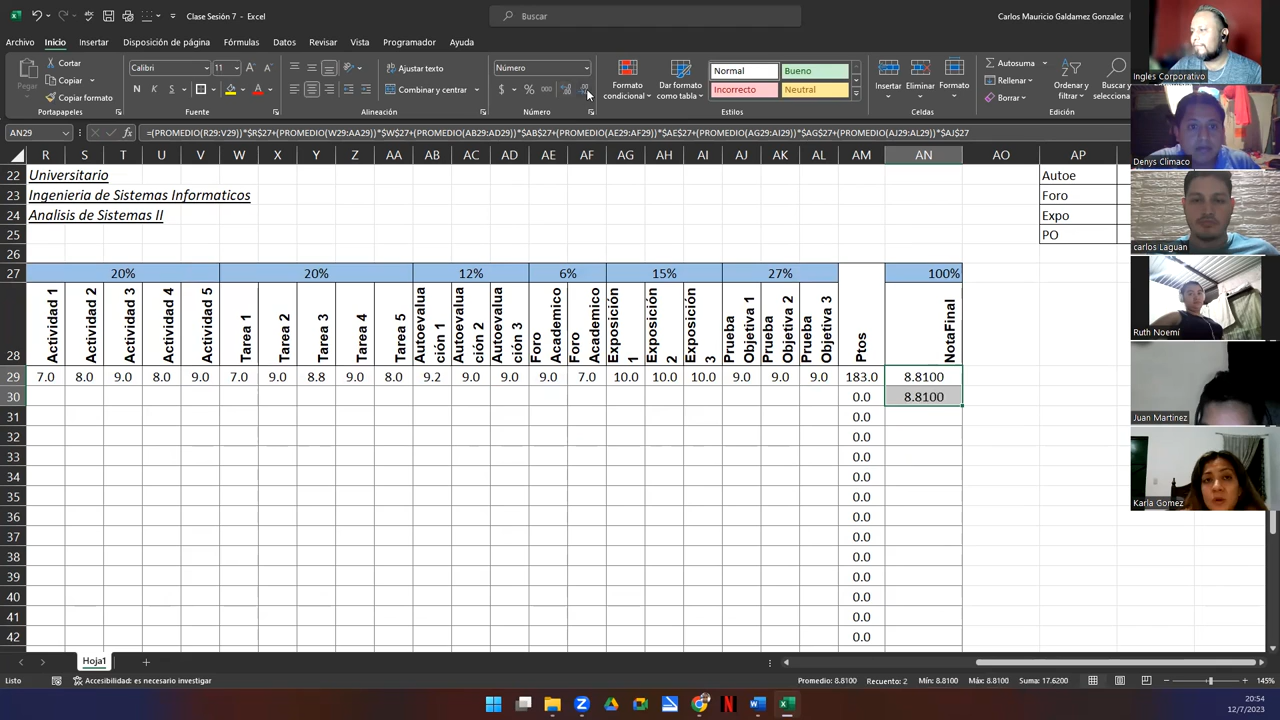 Clase Sesión 7 - Excel
Buscar
Carlos Mauricio Galdamez Gonzalez
Archivo Inicio Insertar Disposición de página Fórmulas Datos Revisar Vista Programador Ayuda
Pegar
Cortar
Copiar
Copiar formato
Portapapeles
Calibri 11
N K S
Fuente
Ajustar texto
Combinar y centrar
Alineación
Número
$ % 000
Número
Formato condicional
Dar formato como tabla
Normal Bueno
Incorrecto Neutral
Estilos
Insertar Eliminar Formato
Celdas
Autosuma
Rellenar
Borrar
Ordenar y filtrar
Buscar y
AN29
=(PROMEDIO(R29:V29))*$R$27+(PROMEDIO(W29:AA29))*$W$27+(PROMEDIO(AB29:AD29))*$AB$27+(PROMEDIO(AE29:AF29))*$AE$27+(PROMEDIO(AG29:AI29))*$AG$27+(PROMEDIO(AJ29:AL29))*$AJ$27
R S T U V W X Y Z AA AB AC AD AE AF AG AH AI AJ AK AL AM AN AO AP
22 Universitario Autoe
23 Ingenieria de Sistemas Informaticos Foro
24 Analisis de Sistemas II Expo
25 PO
26
27 20% 20% 12% 6% 15% 27% 100%
28 Actividad 1 Actividad 2 Actividad 3 Actividad 4 Actividad 5 Tarea 1 Tarea 2 Tarea 3 Tarea 4 Tarea 5 Autoevalua ción 1 Autoevalua ción 2 Autoevalua ción 3 Foro Academico Foro Academico Exposición 1 Exposición 2 Exposición 3 Prueba Objetiva 1 Prueba Objetiva 2 Prueba Objetiva 3 Ptos NotaFinal
29 7.0 8.0 9.0 8.0 9.0 7.0 9.0 8.8 9.0 8.0 9.2 9.0 9.0 9.0 7.0 10.0 10.0 10.0 9.0 9.0 9.0 183.0 8.8100
30 0.0 8.8100
31 0.0
32 0.0
33 0.0
34 0.0
35 0.0
36 0.0
37 0.0
38 0.0
39 0.0
40 0.0
41 0.0
42 0.0
Ingles Corporativo
Denys Climaco
carlos Laguan
Ruth Noemí
Juan Martinez
Karla Gomez
Hoja1
Listo
Accesibilidad: es necesario investigar
Promedio: 8.8100 Recuento: 2 Mín: 8.8100 Máx: 8.8100 Suma: 17.6200
145%
20:54
12/7/2023